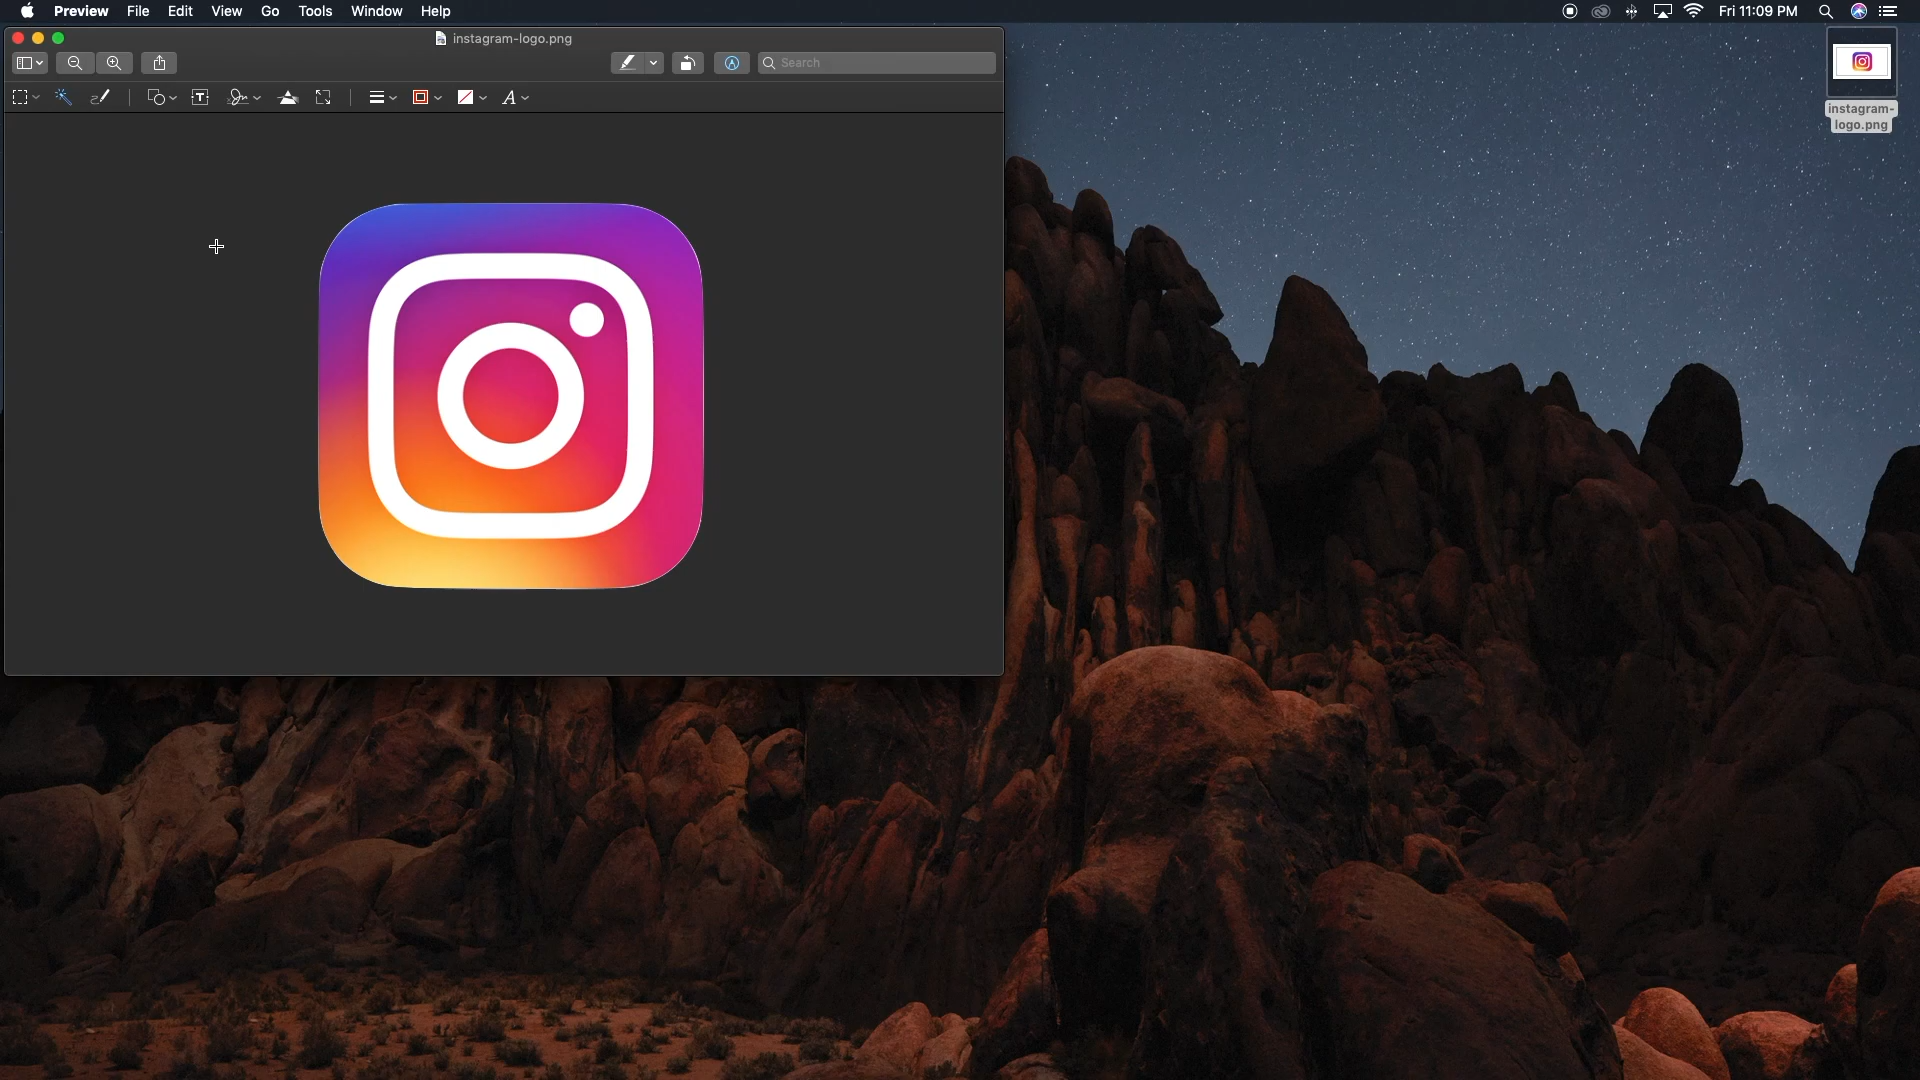 Preview File Edit View Go Tools Window Help Fri 11:09 PM
instagram-logo.png
Search
A
instagram-
logo.png